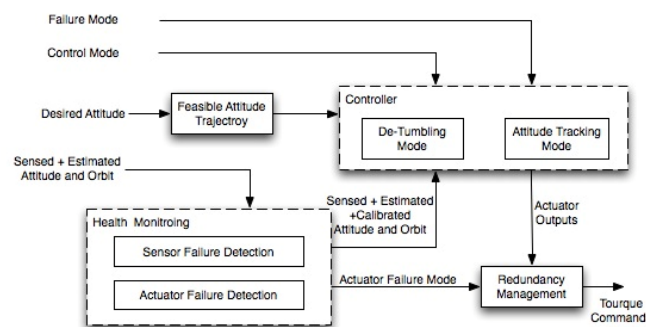 Failure Mode
Control Mode
Desired Attitude
Feasible Attitude
Trajectroy
Controller
De-Tumbling
Mode
Attitude Tracking
Mode
Sensed + Estimated
Attitude and Orbit
Health Monitroing
Sensor Failure Detection
Actuator Failure Detection
Sensed + Estimated
+Calibrated
Attitude and Orbit
Actuator Failure Mode
Actuator
Outputs
Redundancy
Management
Tourque
Command